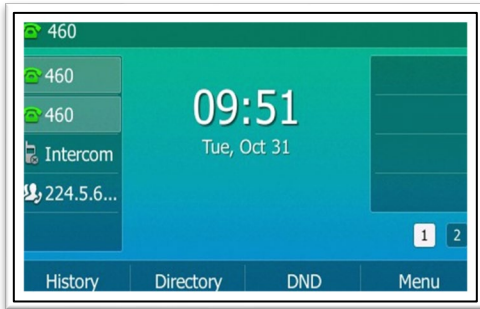 460
460
09:51
460
Tue, Oct 31
Intercom
224.5.6...
1 2
History Directory DND Menu